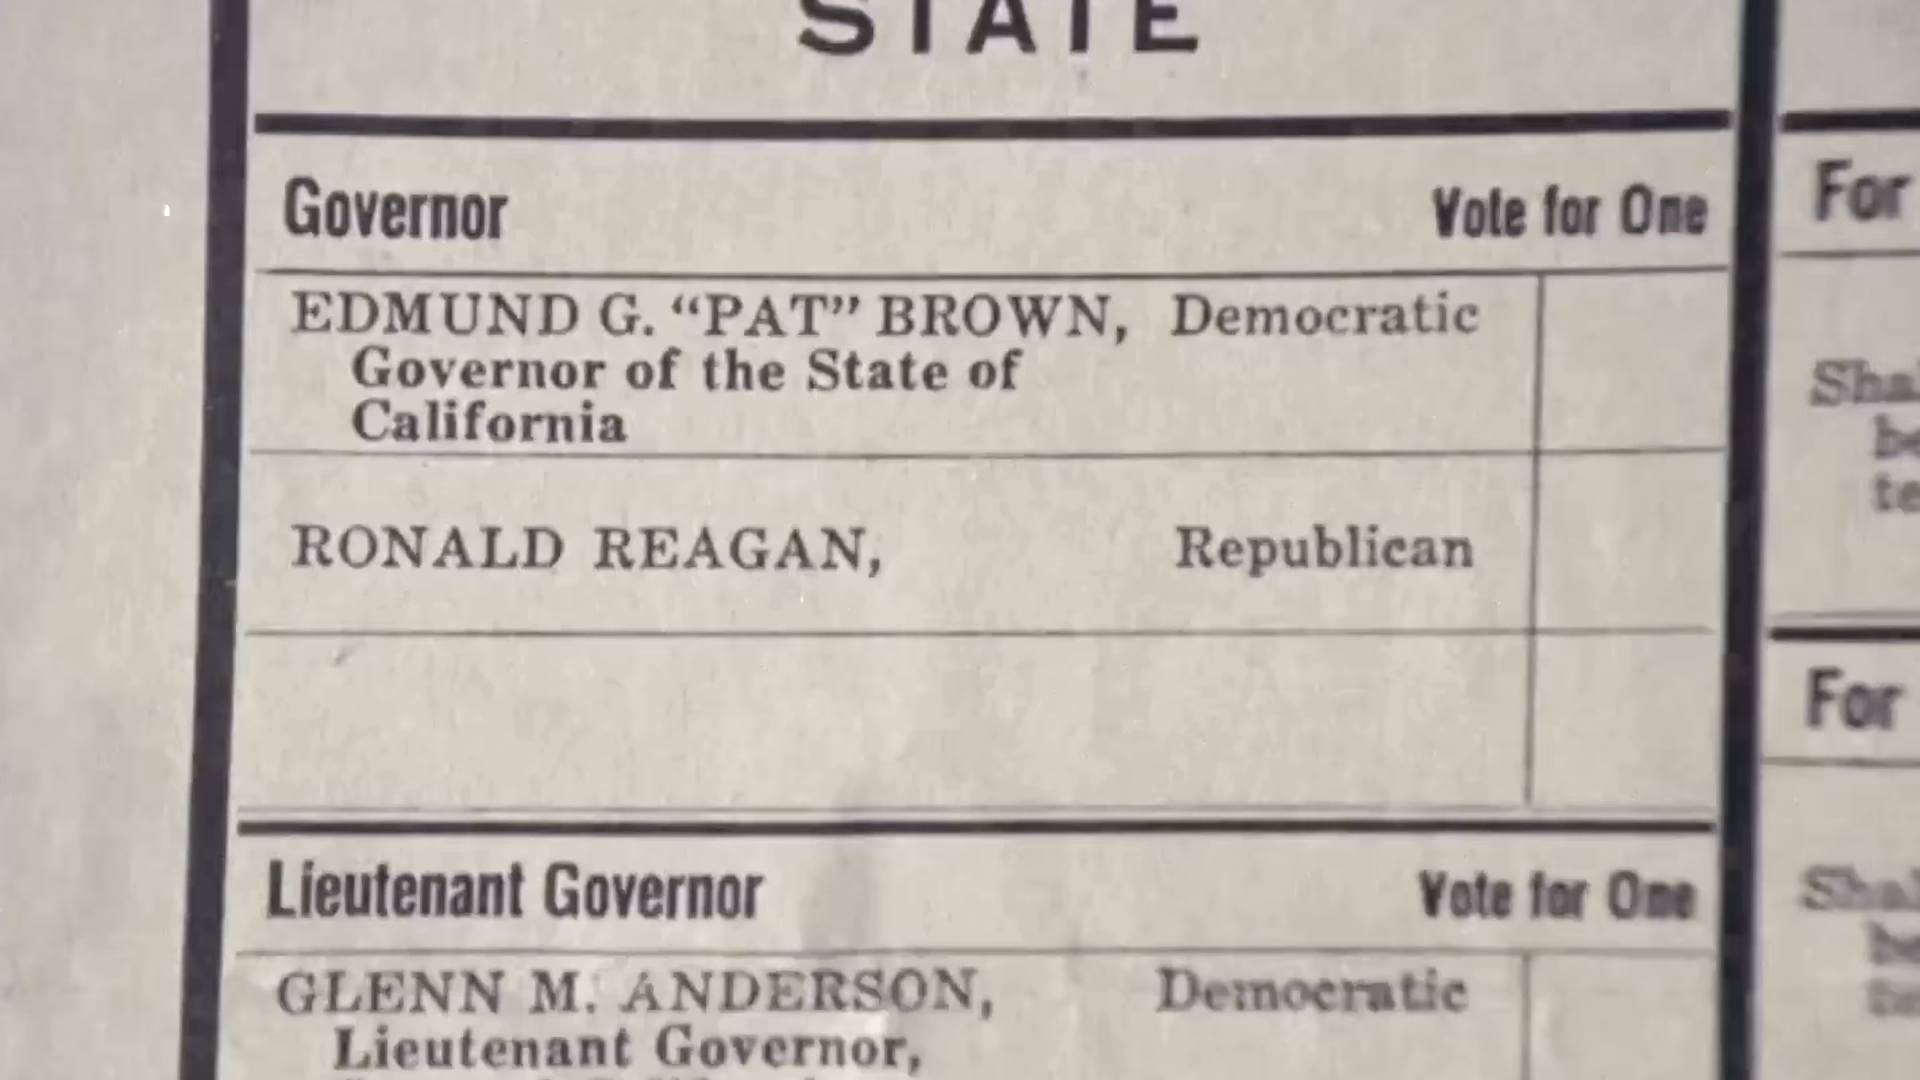 STATE
Governor Vote for One
EDMUND G. “PAT” BROWN, Democratic
Governor of the State of
California
RONALD REAGAN, Republican
Lieutenant Governor Vote for One
GLENN M. ANDERSON, Democratic
Lieutenant Governor,
For
For